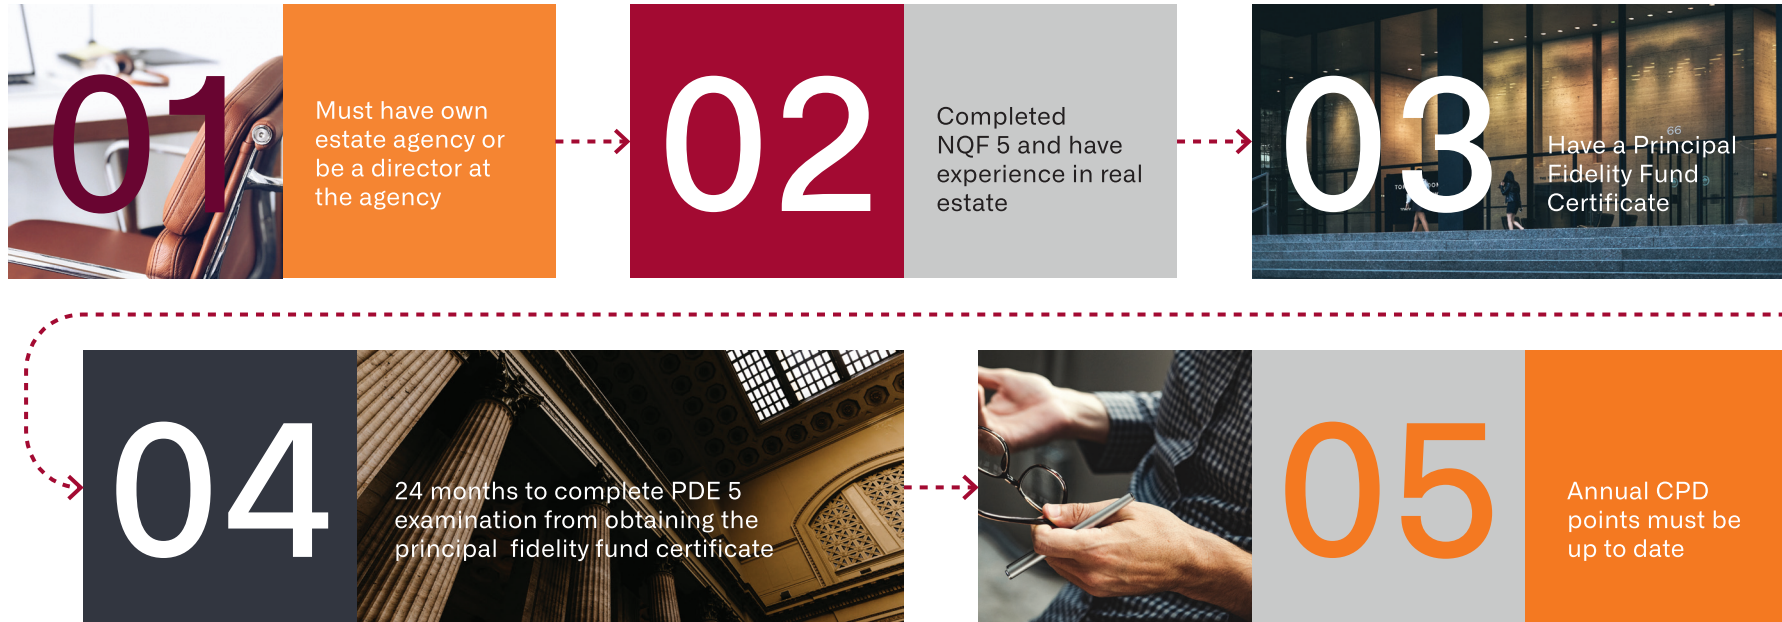 01
Must have own
estate agency or
be a director at
the agency
02
Completed
NQF 5 and have
experience in real
estate
03
66
Have a Principal
Fidelity Fund
Certificate
04
24 months to complete PDE 5
examination from obtaining the
principal  fidelity fund certificate
05
Annual CPD
points must be
up to date